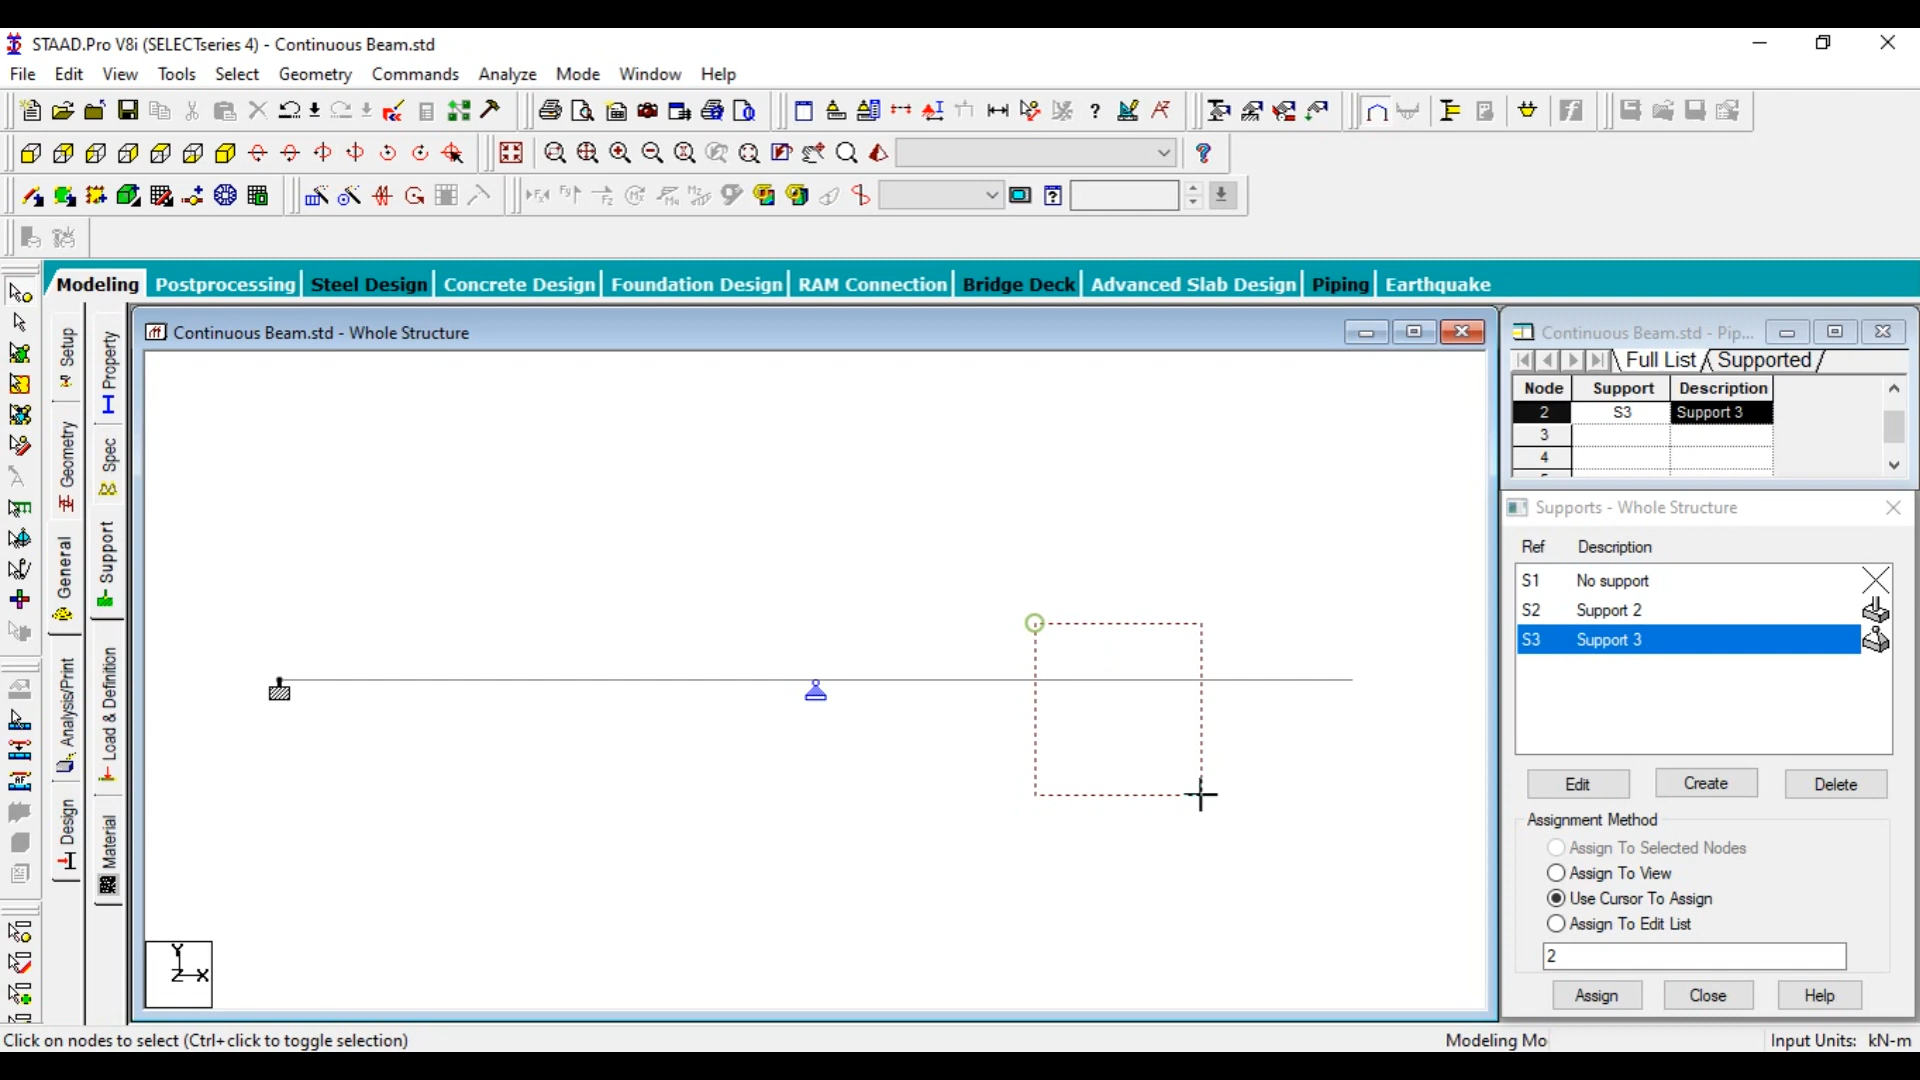 STAAD.Pro V8i (SELECTseries 4) - Continuous Beam.std
File Edit View Tools Select Geometry Commands Analyze Mode Window Help
Modeling Postprocessing Steel Design Concrete Design Foundation Design RAM Connection Bridge Deck Advanced Slab Design Piping Earthquake
Setup
Geometry
General
Analysis/Print
Design
Property
Spec
Support
Load & Definition
Material
Continuous Beam.std - Whole Structure
Y
Z X
Continuous Beam.std - Pip...
Full List Supported
Node Support Description
2 S3 Support 3
3
4
Supports - Whole Structure
Ref Description
S1 No support
S2 Support 2
S3 Support 3
Edit Create Delete
Assignment Method
Assign To Selected Nodes
Assign To View
Use Cursor To Assign
Assign To Edit List
2
Assign Close Help
Click on nodes to select (Ctrl+click to toggle selection) Modeling Mo Input Units: kN-m